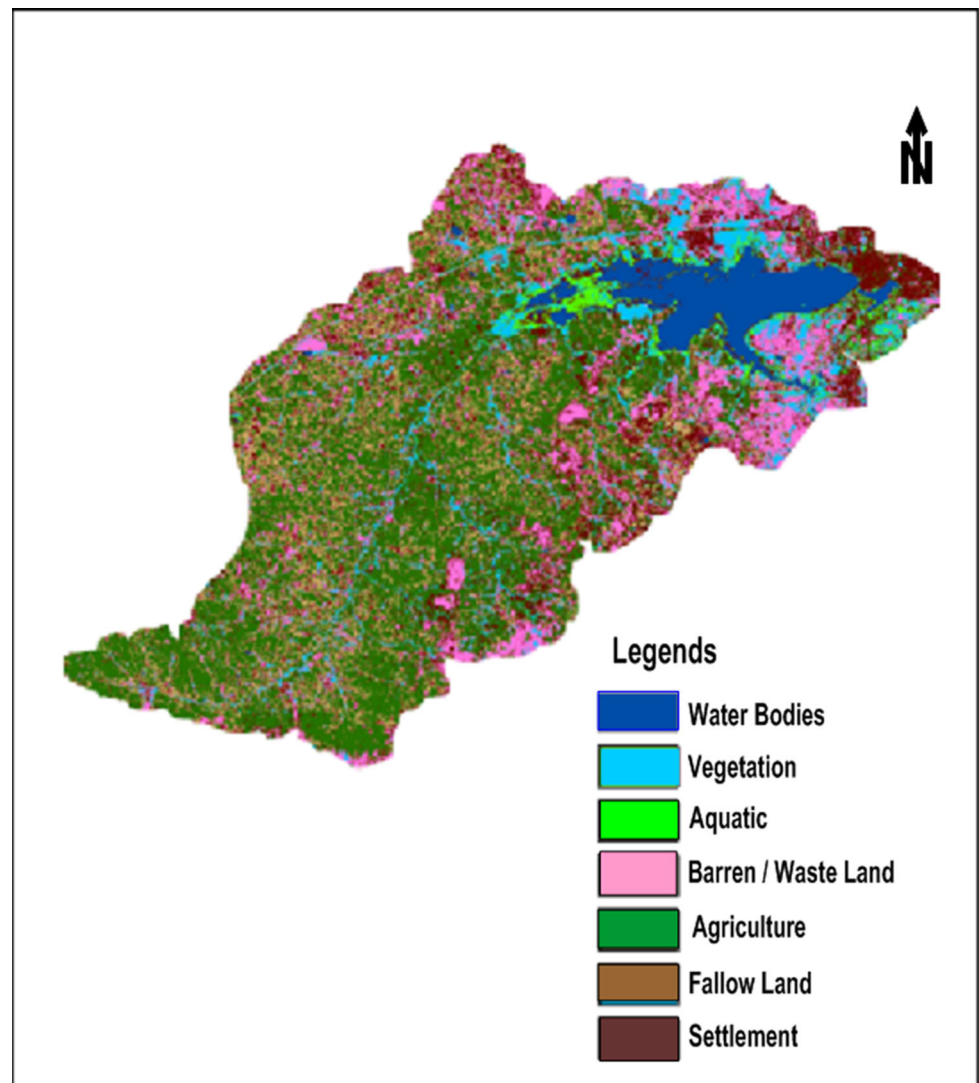 N
Legends
Water Bodies
Vegetation
Aquatic
Barren / Waste Land
Agriculture
Fallow Land
Settlement